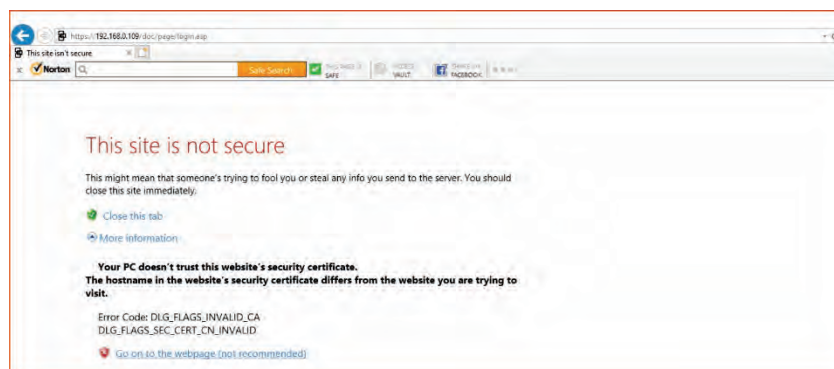 https://192.168.0.109/doc/page/login.asp
This site isn't secure
Norton Safe Search SAFE VAULT FACEBOOK
This site is not secure
This might mean that someone's trying to fool you or steal any info you send to the server. You should
close this site immediately.
Close this tab
More information
Your PC doesn't trust this website's security certificate.
The hostname in the website's security certificate differs from the website you are trying to
visit.
Error Code: DLG_FLAGS_INVALID_CA
DLG_FLAGS_SEC_CERT_CN_INVALID
Go on to the webpage (not recommended)